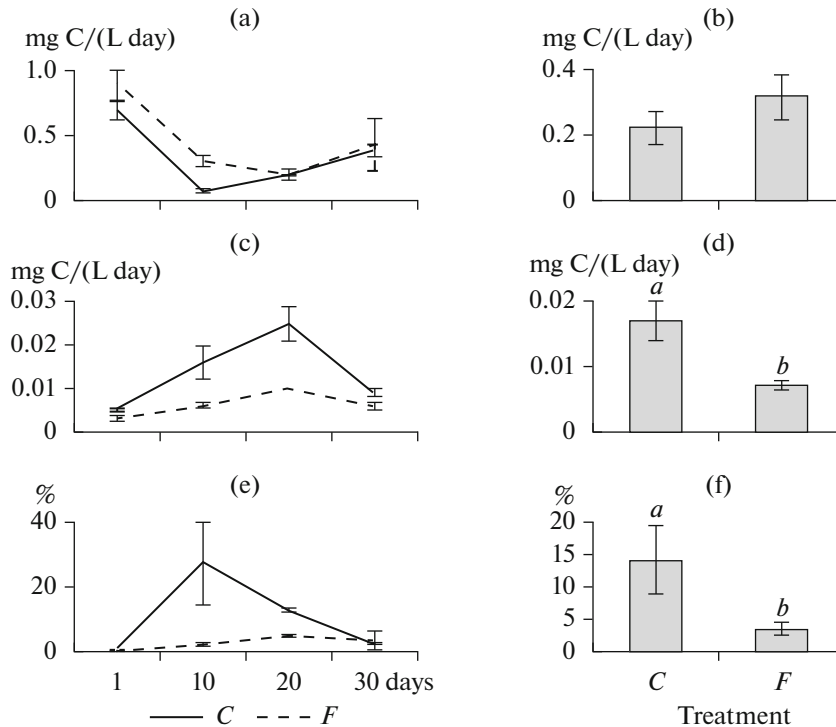 (a)
mg C/(L day)
1.0
0.5
0
(b)
mg C/(L day)
0.4
0.2
0
(c)
mg C/(L day)
0.03
0.02
0.01
0
(d)
mg C/(L day)
0.02
0.01
0
a
b
(e)
%
40
20
0
1 10 20 30 days
C F
(f)
%
20
15
10
5
0
a
b
C F
Treatment